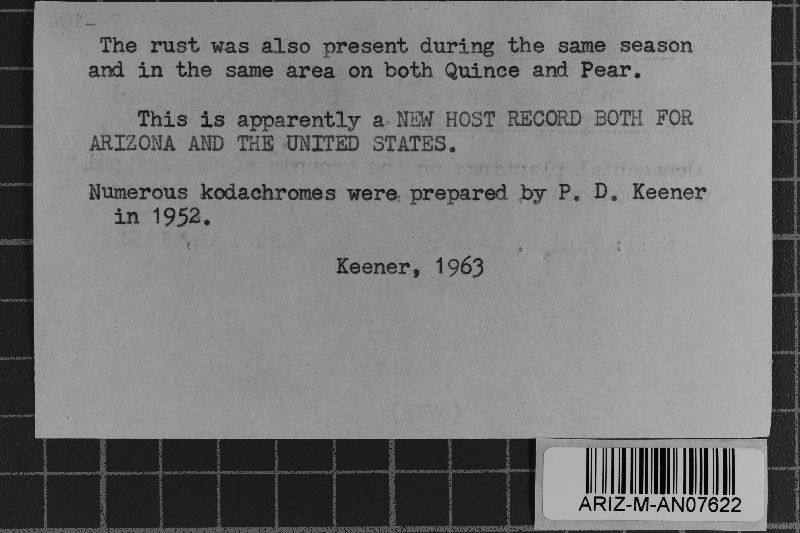 The rust was also present during the same season
and in the same area on both Quince and Pear.
This is apparently a NEW HOST RECORD BOTH FOR
ARIZONA AND THE UNITED STATES.
Numerous kodachromes were prepared by P. D. Keener
in 1952.
Keener, 1963
ARIZ-M-AN07622